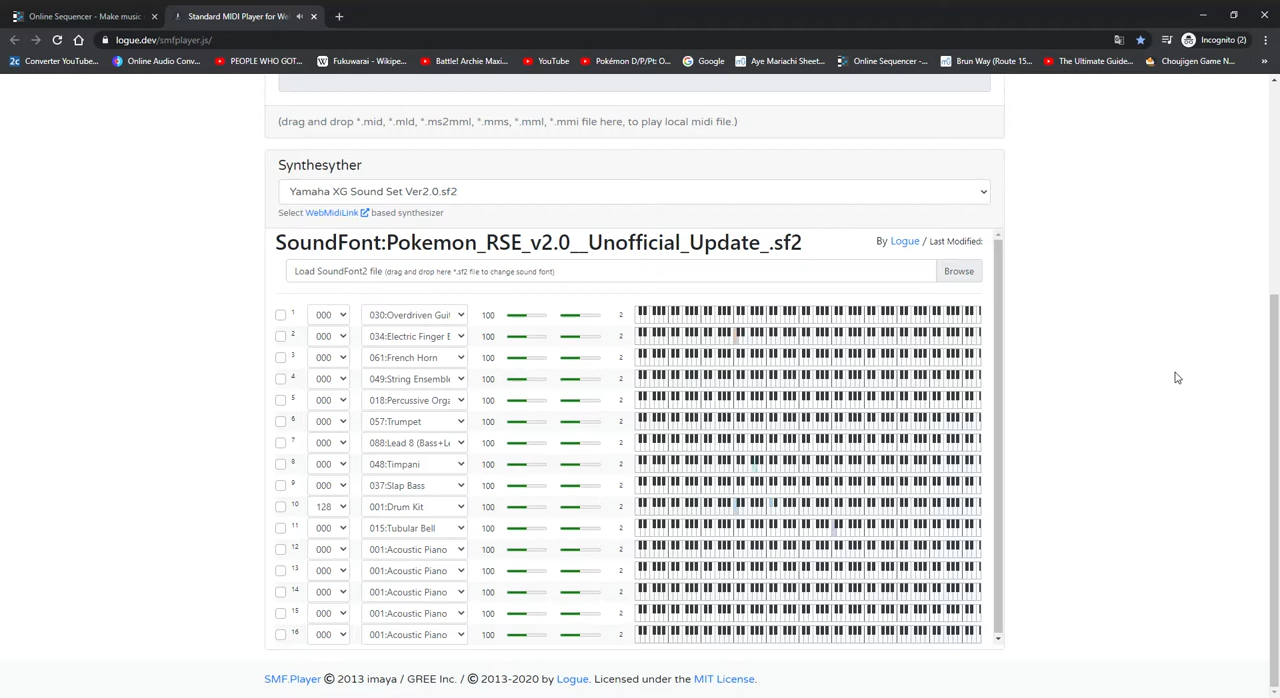 Online Sequencer - Make music
Standard MIDI Player for We
logue.dev/smfplayer.js/
Incognito (2)
Converter YouTube...
Online Audio Conv...
PEOPLE WHO GOT...
Fukuwarai - Wikipe...
Battle! Archie Maxi...
YouTube
Pokémon D/P/Pt: O...
Google
Aye Mariachi Sheet...
Online Sequencer -...
Brun Way (Route 15...
The Ultimate Guide...
Choujigen Game N...
»
(drag and drop *.mid, *.mld, *.ms2mml, *.mms, *.mml, *.mmi file here, to play local midi file.)
Synthesyther
Yamaha XG Sound Set Ver2.0.sf2
Select WebMidiLink based synthesizer
SoundFont:Pokemon_RSE_v2.0__Unofficial_Update_.sf2
By Logue / Last Modified:
Load SoundFont2 file (drag and drop here *.sf2 file to change sound font)
Browse
1 000 030:Overdriven Guit 100 2
2 000 034:Electric Finger E 100 2
3 000 061:French Horn 100 2
4 000 049:String Ensemble 100 2
5 000 018:Percussive Orga 100 2
6 000 057:Trumpet 100 2
7 000 088:Lead 8 (Bass+Le 100 2
8 000 048:Timpani 100 2
9 000 037:Slap Bass 100 2
10 128 001:Drum Kit 100 2
11 000 015:Tubular Bell 100 2
12 000 001:Acoustic Piano 100 2
13 000 001:Acoustic Piano 100 2
14 000 001:Acoustic Piano 100 2
15 000 001:Acoustic Piano 100 2
16 000 001:Acoustic Piano 100 2
SMF.Player © 2013 imaya / GREE Inc. / © 2013-2020 by Logue. Licensed under the MIT License.